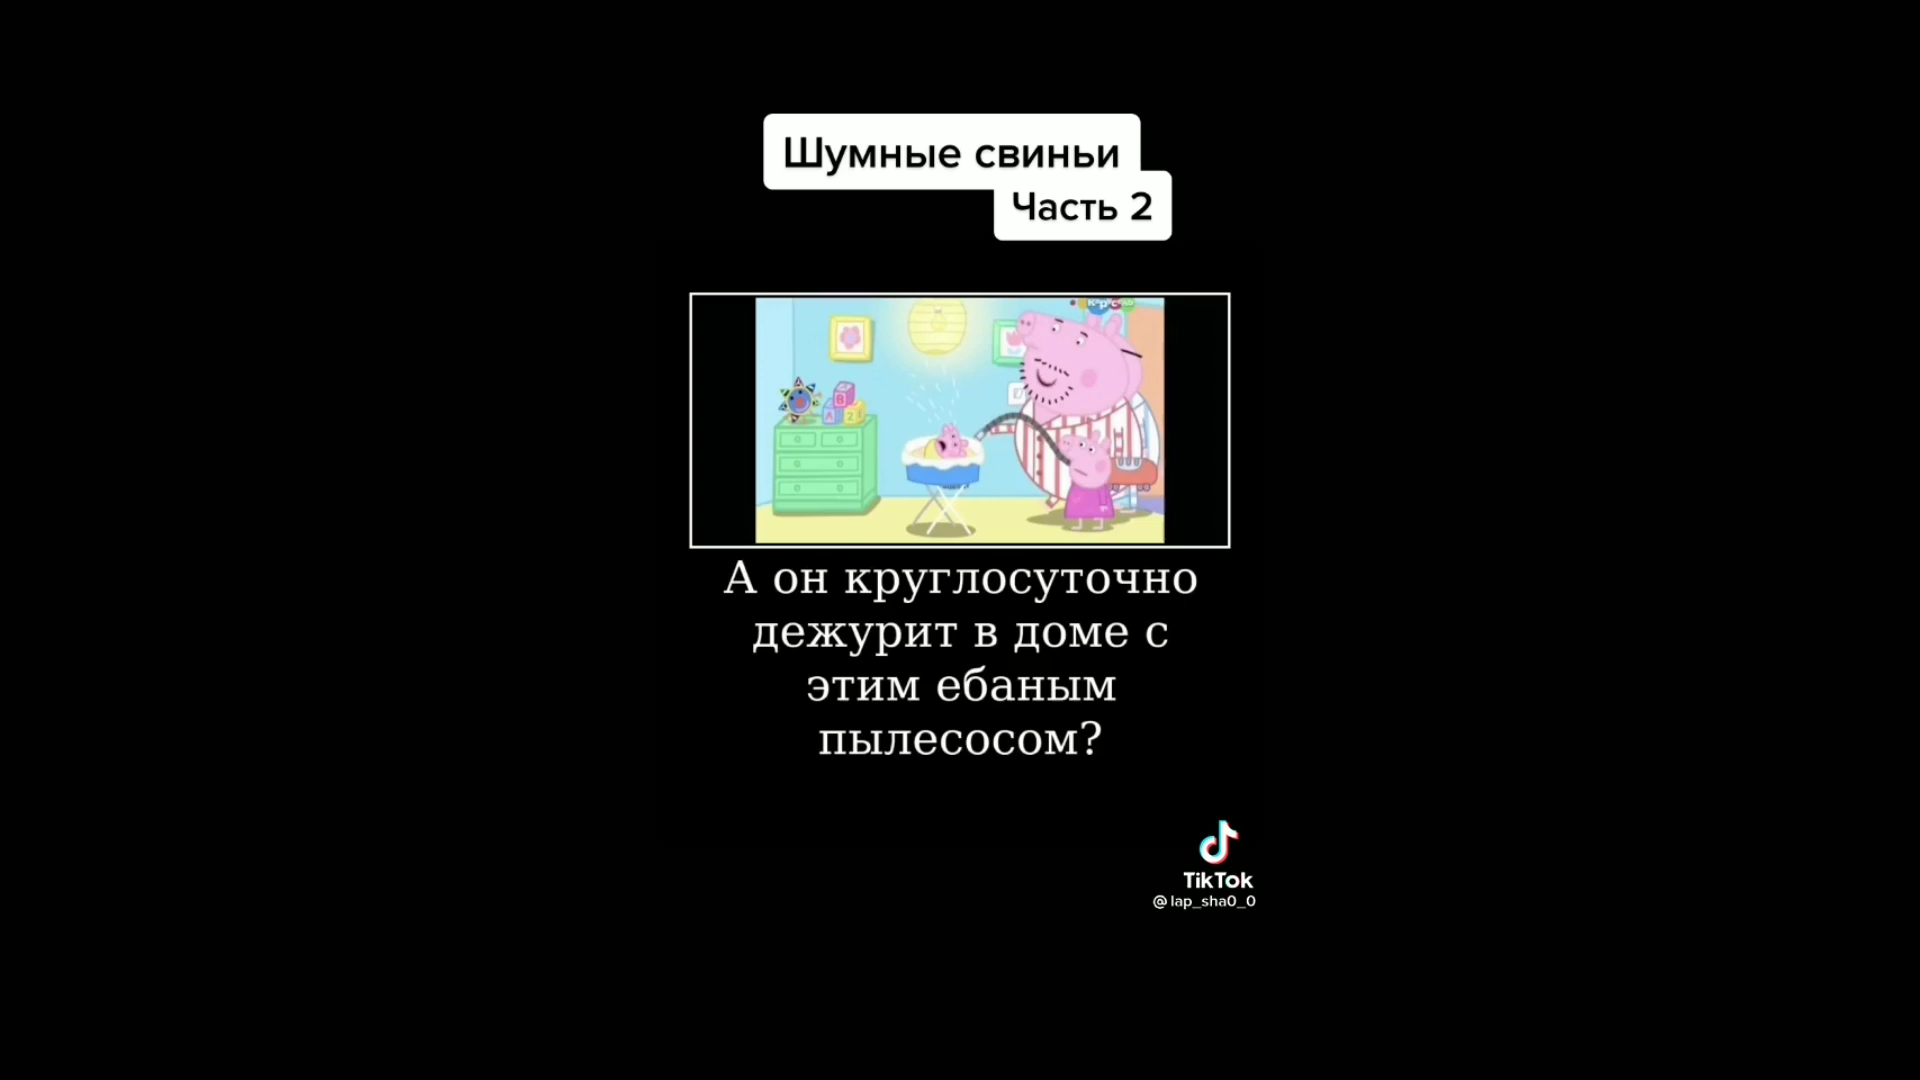 Шумные свиньи
Часть 2
А он круглосуточно
дежурит в доме с
этим ебаным
пылесосом?
TikTok
@lap_sha0_0